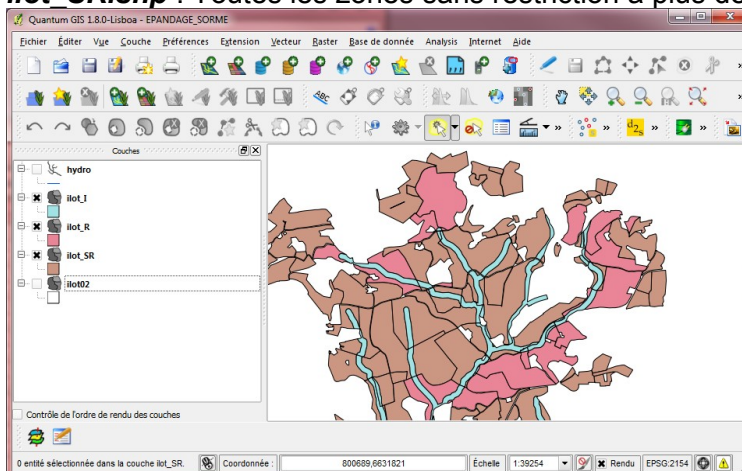 ilot_SR.shp : Toutes les zones sans restriction à plus de
Quantum GIS 1.8.0-Lisboa - EPANDAGE_SORME
Fichier Éditer Vue Couche Préférences Extension Vecteur Raster Base de donnée Analysis Internet Aide
ABC
Couches
hydro
ilot_I
ilot_R
ilot_SR
ilot02
Contrôle de l'ordre de rendu des couches
0 entité sélectionnée dans la couche ilot_SR. Coordonnée : 800689,6631821 Échelle 1:39254 Rendu EPSG:2154